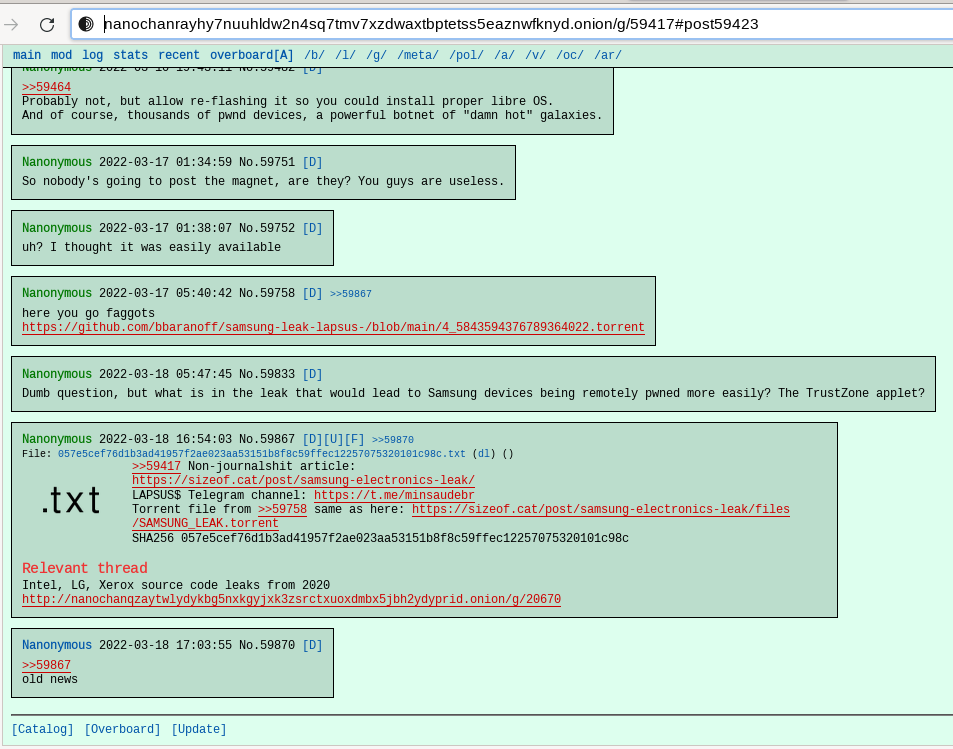 nanochanrayhy7nuuhldw2n4sq7tmv7xzdwaxtbptetss5eaznwfknyd.onion/g/59417#post59423
main mod log stats recent overboard[A] /b/ /l/ /g/ /meta/ /pol/ /a/ /v/ /oc/ /ar/
>>59464
Probably not, but allow re-flashing it so you could install proper libre OS.
And of course, thousands of pwnd devices, a powerful botnet of "damn hot" galaxies.
Nanonymous 2022-03-17 01:34:59 No.59751 [D]
So nobody's going to post the magnet, are they? You guys are useless.
Nanonymous 2022-03-17 01:38:07 No.59752 [D]
uh? I thought it was easily available
Nanonymous 2022-03-17 05:40:42 No.59758 [D] >>59867
here you go faggots
https://github.com/bbaranoff/samsung-leak-lapsus-/blob/main/4_5843594376789364022.torrent
Nanonymous 2022-03-18 05:47:45 No.59833 [D]
Dumb question, but what is in the leak that would lead to Samsung devices being remotely pwned more easily? The TrustZone applet?
Nanonymous 2022-03-18 16:54:03 No.59867 [D][U][F] >>59870
File: 057e5cef76d1b3ad41957f2ae023aa53151b8f8c59ffec12257075320101c98c.txt (dl) ()
.txt
>>59417 Non-journalshit article:
https://sizeof.cat/post/samsung-electronics-leak/
LAPSUS$ Telegram channel: https://t.me/minsaudebr
Torrent file from >>59758 same as here: https://sizeof.cat/post/samsung-electronics-leak/files
/SAMSUNG_LEAK.torrent
SHA256 057e5cef76d1b3ad41957f2ae023aa53151b8f8c59ffec12257075320101c98c
Relevant thread
Intel, LG, Xerox source code leaks from 2020
http://nanochanqzaytwlydykbg5nxkgyjxk3zsrctxuoxdmbx5jbh2ydyprid.onion/g/20670
Nanonymous 2022-03-18 17:03:55 No.59870 [D]
>>59867
old news
[Catalog] [Overboard] [Update]